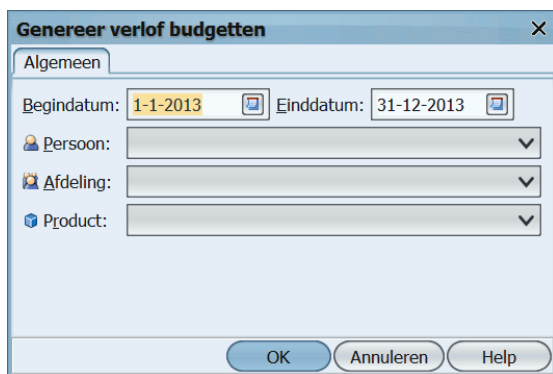 Genereer verlof budgetten
Algemeen
Begindatum: 1-1-2013 Einddatum: 31-12-2013
Persoon:
Afdeling:
Product:
OK Annuleren Help